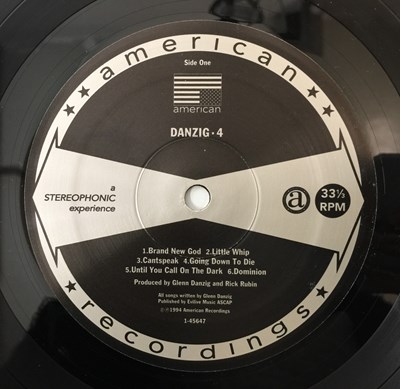 american
Side One
american
DANZIG · 4
a
STEREOPHONIC
experience
a
33⅓
RPM
1.Brand New God 2.Little Whip
3.Cantspeak 4.Going Down To Die
5.Until You Call On The Dark 6.Dominion
Produced by Glenn Danzig and Rick Rubin
All songs written by Glenn Danzig
Published by Evilive Music ASCAP
℗©1994 American Recordings
1-45647
recordings